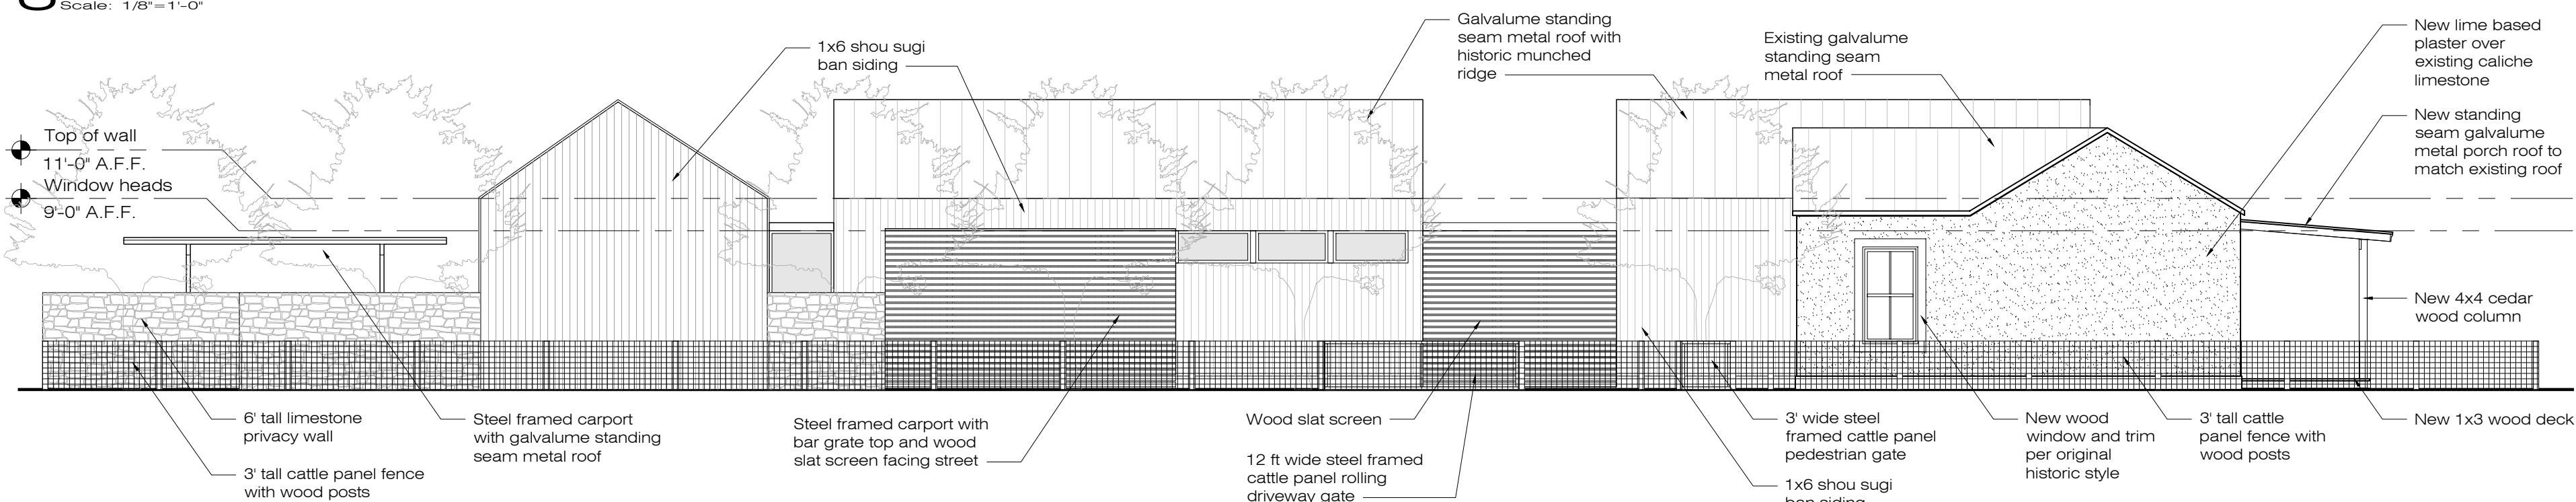 Scale: 1/8"=1'-0"
1x6 shou sugi
ban siding
Galvalume standing
seam metal roof with
historic munched
ridge
Existing galvalume
standing seam
metal roof
New lime based
plaster over
existing caliche
limestone
New standing
seam galvalume
metal porch roof to
match existing roof
Top of wall
11'-0" A.F.F.
Window heads
9'-0" A.F.F.
New 4x4 cedar
wood column
6' tall limestone
privacy wall
3' tall cattle panel fence
with wood posts
Steel framed carport
with galvalume standing
seam metal roof
Steel framed carport with
bar grate top and wood
slat screen facing street
Wood slat screen
12 ft wide steel framed
cattle panel rolling
driveway gate
3' wide steel
framed cattle panel
pedestrian gate
1x6 shou sugi
ban siding
New wood
window and trim
per original
historic style
3' tall cattle
panel fence with
wood posts
New 1x3 wood deck